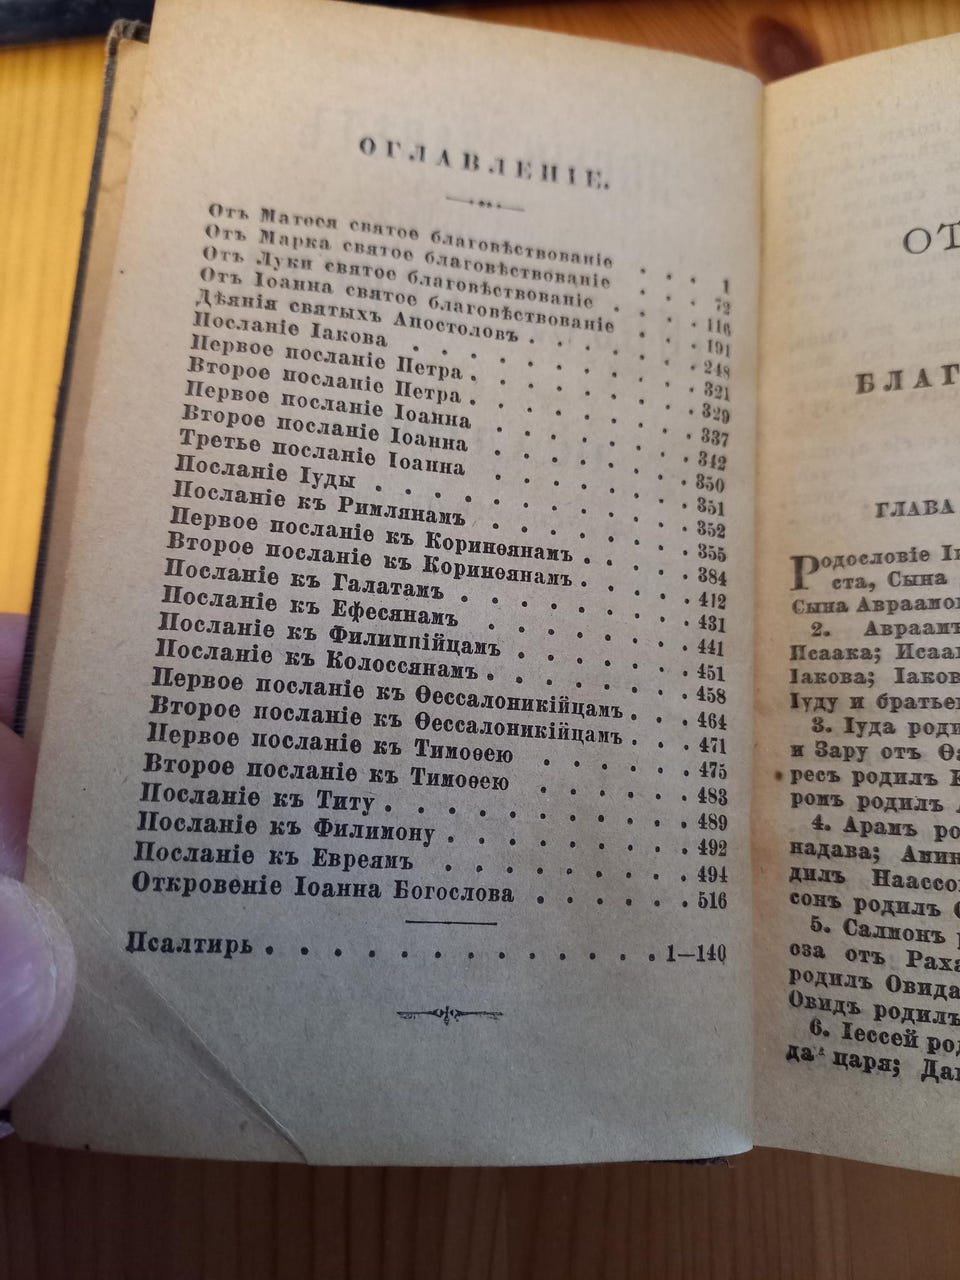 ОГЛАВЛЕНІЕ.
Отъ Матѳея святое благовѣствованіе . . . 1
Отъ Марка святое благовѣствованіе . . . 72
Отъ Луки святое благовѣствованіе . . . . 116
Отъ Іоанна святое благовѣствованіе . . . 191
Дѣянія святыхъ Апостоловъ . . . . . . 248
Посланіе Іакова . . . . . . . . . 321
Первое посланіе Петра . . . . . . . 329
Второе посланіе Петра . . . . . . . 337
Первое посланіе Іоанна . . . . . . 342
Второе посланіе Іоанна . . . . . . 350
Третье посланіе Іоанна . . . . . . 351
Посланіе Іуды . . . . . . . . . 352
Посланіе къ Римлянамъ . . . . . . 355
Первое посланіе къ Коринѳянамъ . . . . 384
Второе посланіе къ Коринѳянамъ . . . . 412
Посланіе къ Галатамъ . . . . . . . 431
Посланіе къ Ефесянамъ . . . . . . 441
Посланіе къ Филиппійцамъ . . . . . 451
Посланіе къ Колоссянамъ . . . . . . 458
Первое посланіе къ Ѳессалоникійцамъ . . . 464
Второе посланіе къ Ѳессалоникійцамъ . . . 471
Первое посланіе къ Тимоѳею . . . . . 475
Второе посланіе къ Тимоѳею . . . . . 483
Посланіе къ Титу . . . . . . . . . 489
Посланіе къ Филимону . . . . . . . 492
Посланіе къ Евреямъ . . . . . . . 494
Откровеніе Іоанна Богослова . . . . . 516
Псалтирь . . . . . . . . . . . . 1—140
ОТ
БЛАГ
ГЛАВА
Родословіе Іи
ста, Сына
Сына Авраамов
2. Авраамъ
Исаака; Исаа
Іакова; Іаков
Іуду и братье
3. Іуда роди
и Зару отъ Ѳа
ресъ родилъ Е
ромъ родилъ А
4. Арамъ ро
надава; Амин
дилъ Наассо
сонъ родилъ С
5. Салмонъ р
оза отъ Раха
родилъ Овида
Овидъ родилъ
6. Іессей род
да царя; Дав